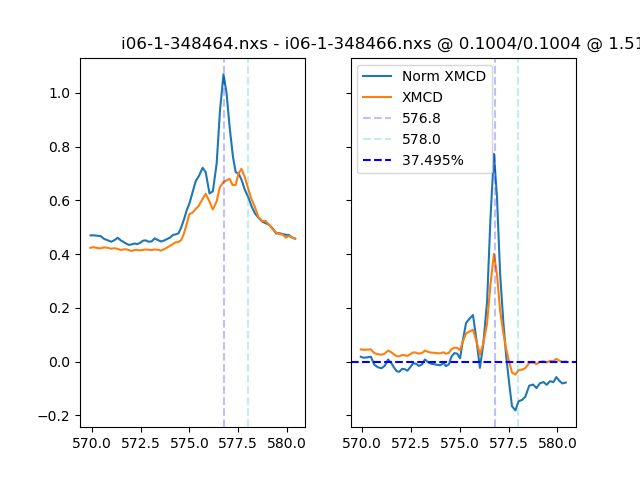 i06-1-348464.nxs - i06-1-348466.nxs @ 0.1004/0.1004 @ 1.51
1.0
0.8
0.6
0.4
0.2
0.0
−0.2
570.0 572.5 575.0 577.5 580.0
Norm XMCD
XMCD
576.8
578.0
37.495%
570.0 572.5 575.0 577.5 580.0